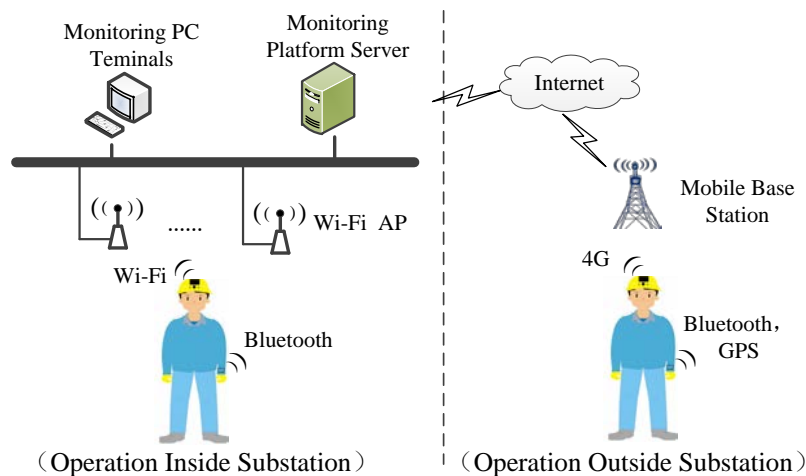 Monitoring PC
Teminals
Monitoring
Platform Server
Internet
Mobile Base
Station
......
Wi-Fi AP
Wi-Fi
Bluetooth
4G
Bluetooth，
GPS
（Operation Inside Substation）
（Operation Outside Substation）